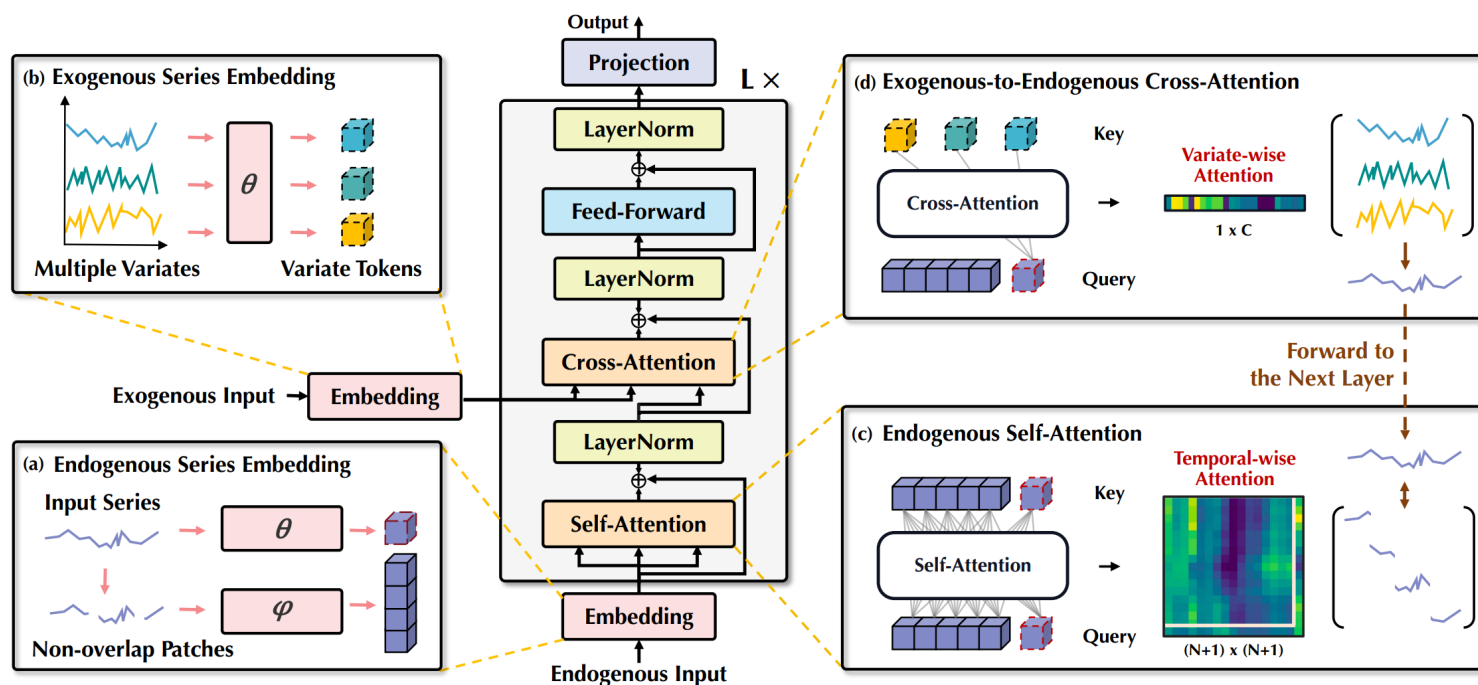 Output
Projection
L ×
LayerNorm
Feed-Forward
LayerNorm
Cross-Attention
LayerNorm
Self-Attention
Embedding
Endogenous Input
Exogenous Input
Embedding
(b) Exogenous Series Embedding
θ
Multiple Variates
Variate Tokens
(a) Endogenous Series Embedding
Input Series
θ
φ
Non-overlap Patches
(d) Exogenous-to-Endogenous Cross-Attention
Key
Cross-Attention
Query
Variate-wise
Attention
1 x C
Forward to
the Next Layer
(c) Endogenous Self-Attention
Key
Self-Attention
Query
Temporal-wise
Attention
(N+1) x (N+1)